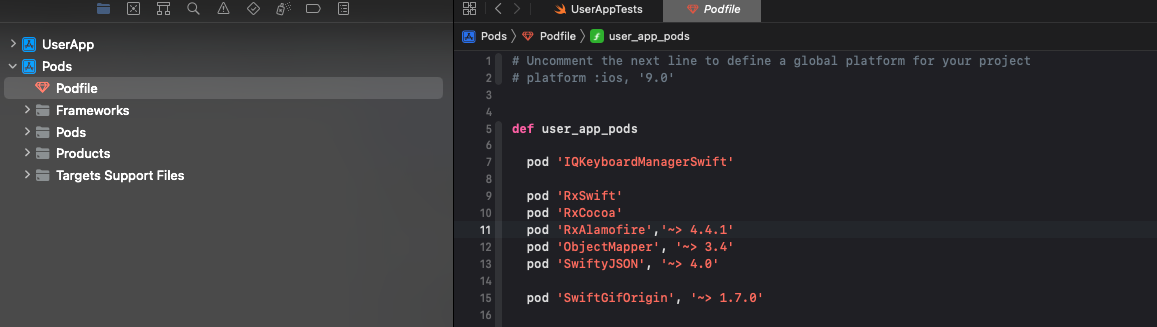 UserApp
Pods
Podfile
Frameworks
Pods
Products
Targets Support Files
UserAppTests
Podfile
Pods
Podfile
f
user_app_pods
1 # Uncomment the next line to define a global platform for your project
2 # platform :ios, '9.0'
3
4
5 def user_app_pods
6
7 pod 'IQKeyboardManagerSwift'
8
9 pod 'RxSwift'
10 pod 'RxCocoa'
11 pod 'RxAlamofire','~> 4.4.1'
12 pod 'ObjectMapper', '~> 3.4'
13 pod 'SwiftyJSON', '~> 4.0'
14
15 pod 'SwiftGifOrigin', '~> 1.7.0'
16